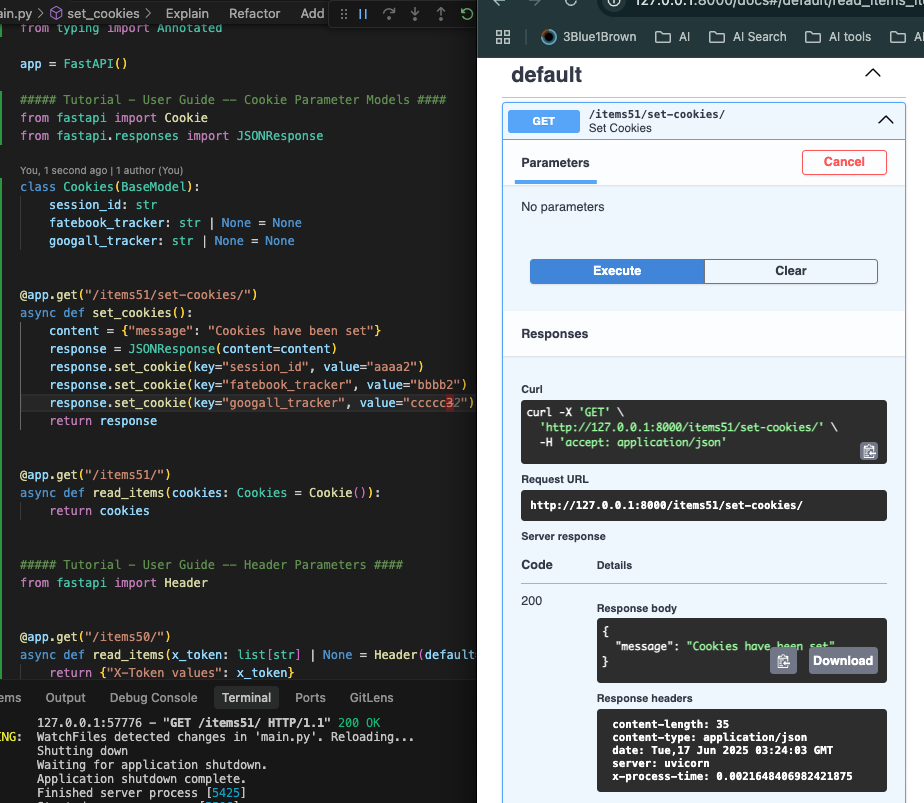 ain.py > set_cookies > Explain Refactor Add
from typing import Annotated
app = FastAPI()
##### Tutorial - User Guide -- Cookie Parameter Models ####
from fastapi import Cookie
from fastapi.responses import JSONResponse
You, 1 second ago | 1 author (You)
class Cookies(BaseModel):
session_id: str
fatebook_tracker: str | None = None
googall_tracker: str | None = None
@app.get("/items51/set-cookies/")
async def set_cookies():
content = {"message": "Cookies have been set"}
response = JSONResponse(content=content)
response.set_cookie(key="session_id", value="aaaa2")
response.set_cookie(key="fatebook_tracker", value="bbbb2")
response.set_cookie(key="googall_tracker", value="ccccc32")
return response
@app.get("/items51/")
async def read_items(cookies: Cookies = Cookie()):
return cookies
##### Tutorial - User Guide -- Header Parameters ####
from fastapi import Header
@app.get("/items50/")
async def read_items(x_token: list[str] | None = Header(default
return {"X-Token values": x_token}
ems Output Debug Console Terminal Ports GitLens
127.0.0.1:57776 - "GET /items51/ HTTP/1.1" 200 OK
NG: WatchFiles detected changes in 'main.py'. Reloading...
Shutting down
Waiting for application shutdown.
Application shutdown complete.
Finished server process [5425]
127.0.0.1:8000/docs#/default/read_items_it
3Blue1Brown AI AI Search AI tools AI
default
GET /items51/set-cookies/
Set Cookies
Parameters Cancel
No parameters
Execute Clear
Responses
Curl
curl -X 'GET' \
'http://127.0.0.1:8000/items51/set-cookies/' \
-H 'accept: application/json'
Request URL
http://127.0.0.1:8000/items51/set-cookies/
Server response
Code Details
200
Response body
{
"message": "Cookies have been set"
}
Download
Response headers
content-length: 35
content-type: application/json
date: Tue,17 Jun 2025 03:24:03 GMT
server: uvicorn
x-process-time: 0.0021648406982421875